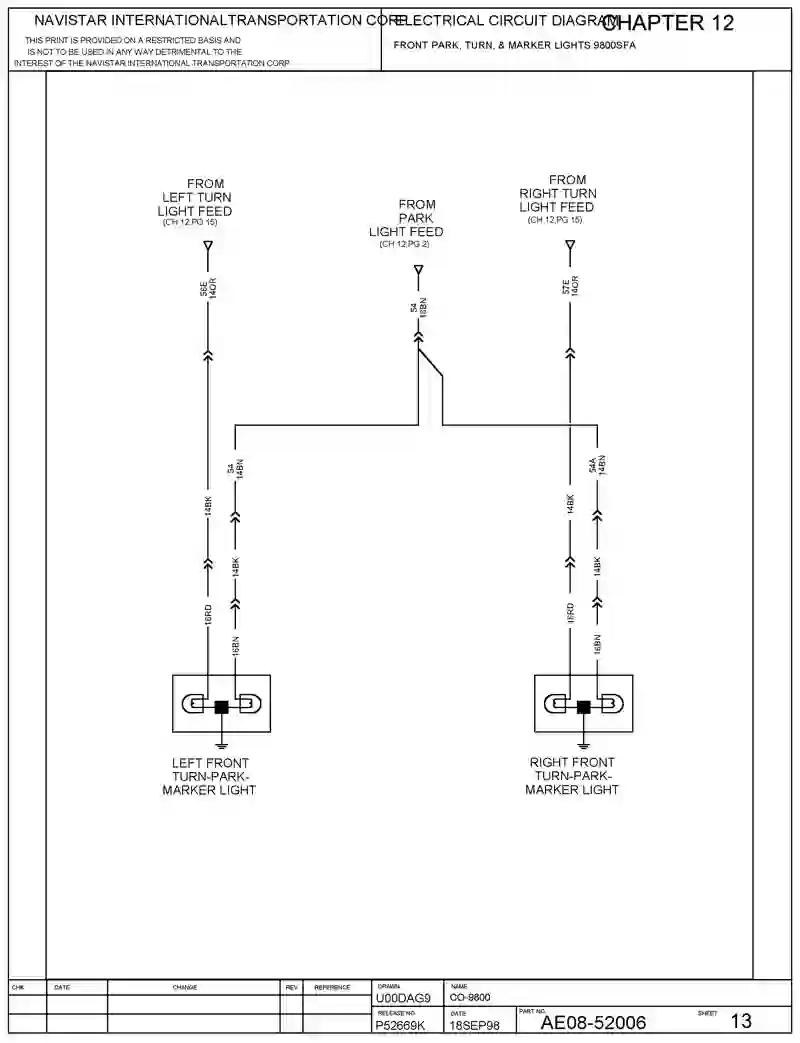 NAVISTAR INTERNATIONAL TRANSPORTATION CORP
THIS PRINT IS PROVIDED ON A RESTRICTED BASIS AND
IS NOT TO BE USED IN ANY WAY DETRIMENTAL TO THE
INTEREST OF THE NAVISTAR INTERNATIONAL TRANSPORTATION CORP
ELECTRICAL CIRCUIT DIAGRAM
CHAPTER 12
FRONT PARK, TURN, & MARKER LIGHTS 9800SFA
FROM
LEFT TURN
LIGHT FEED
(CH 12,PG 15)
FROM
PARK
LIGHT FEED
(CH 12,PG 2)
FROM
RIGHT TURN
LIGHT FEED
(CH 12,PG 15)
56E
14OR
54
18BN
57E
14OR
54
14BN
54A
14BN
14BK
14BK
14BK
14BK
16RD
16BN
16RD
16BN
LEFT FRONT
TURN-PARK-
MARKER LIGHT
RIGHT FRONT
TURN-PARK-
MARKER LIGHT
CHK
DATE
CHANGE
REV
REFERENCE
DRAWN
U00DAG9
NAME
CO-9800
RELEASE NO.
P52669K
DATE
18SEP98
PART NO.
AE08-52006
SHEET
13